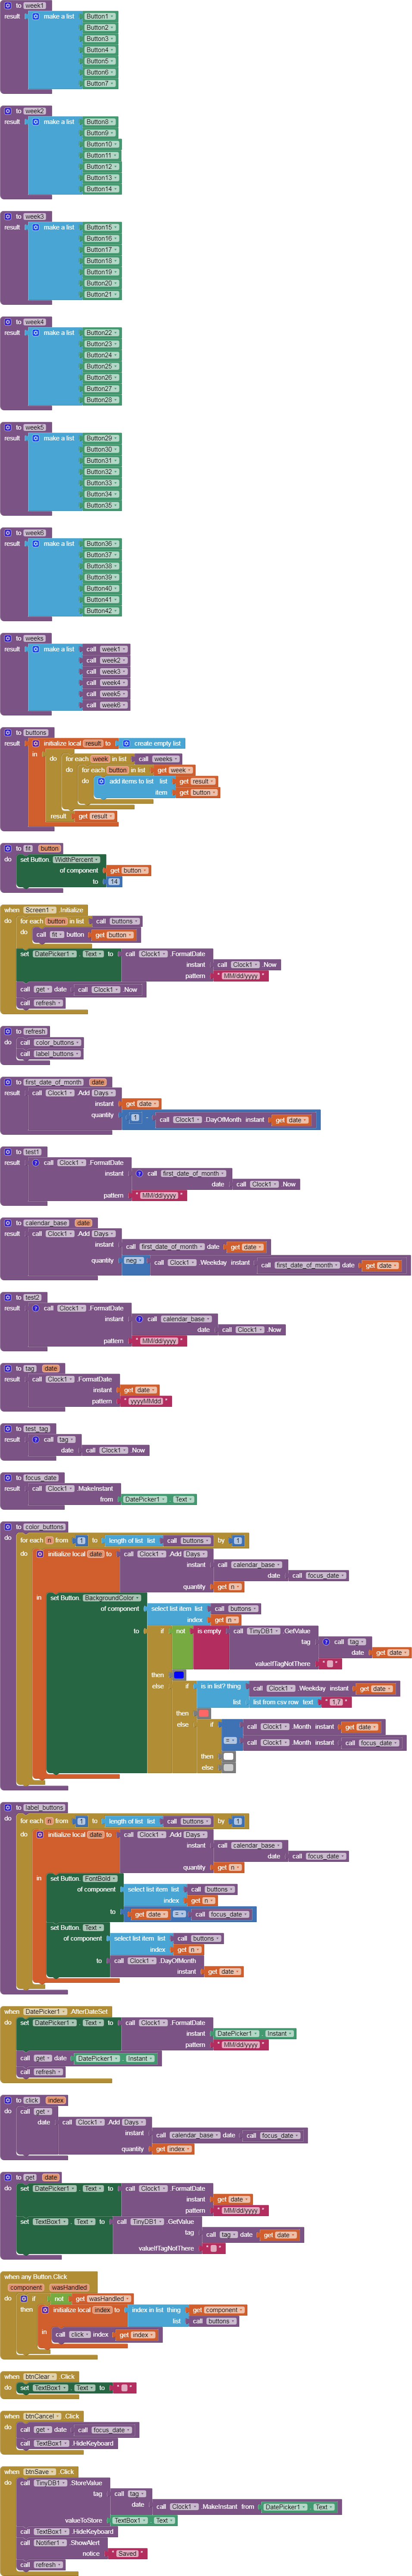 to week1
result make a list Button1
Button2
Button3
Button4
Button5
Button6
Button7
to week2
result make a list Button8
Button9
Button10
Button11
Button12
Button13
Button14
to week3
result make a list Button15
Button16
Button17
Button18
Button19
Button20
Button21
to week4
result make a list Button22
Button23
Button24
Button25
Button26
Button27
Button28
to week5
result make a list Button29
Button30
Button31
Button32
Button33
Button34
Button35
to week6
result make a list Button36
Button37
Button38
Button39
Button40
Button41
Button42
to weeks
result make a list call week1
call week2
call week3
call week4
call week5
call week6
to buttons
result initialize local result to create empty list
in do for each week in list call weeks
do for each button in list get week
do add items to list list get result
item get button
result get result
to fit button
do set Button. WidthPercent
of component get button
to 14
when Screen1 .Initialize
do for each button in list call buttons
do call fit button get button
set DatePicker1 . Text to call Clock1 .FormatDate
instant call Clock1 .Now
pattern " MM/dd/yyyy "
call get date call Clock1 .Now
call refresh
to refresh
do call color_buttons
call label_buttons
to first_date_of_month date
result call Clock1 .Add Days
instant get date
quantity 1 - call Clock1 .DayOfMonth instant get date
to test1
result call Clock1 .FormatDate
instant call first_date_of_month
date call Clock1 .Now
pattern " MM/dd/yyyy "
to calendar_base date
result call Clock1 .Add Days
instant call first_date_of_month date get date
quantity neg call Clock1 .Weekday instant call first_date_of_month date get date
to test2
result call Clock1 .FormatDate
instant call calendar_base
date call Clock1 .Now
pattern " MM/dd/yyyy "
to tag date
result call Clock1 .FormatDate
instant get date
pattern " yyyyMMdd "
to test_tag
result call tag
date call Clock1 .Now
to focus_date
result call Clock1 .MakeInstant
from DatePicker1 . Text
to color_buttons
do for each n from 1 to length of list list call buttons by 1
do initialize local date to call Clock1 .Add Days
instant call calendar_base
date call focus_date
quantity get n
in set Button. BackgroundColor
of component select list item list call buttons
index get n
to if not is empty call TinyDB1 .GetValue
tag call tag
date get date
valueIfTagNotThere " "
then
else if is in list? thing call Clock1 .Weekday instant get date
list list from csv row text " 1,7 "
then
else if = call Clock1 .Month instant get date
call Clock1 .Month instant call focus_date
then
else
to label_buttons
do for each n from 1 to length of list list call buttons by 1
do initialize local date to call Clock1 .Add Days
instant call calendar_base
date call focus_date
quantity get n
in set Button. FontBold
of component select list item list call buttons
index get n
to get date = call focus_date
set Button. Text
of component select list item list call buttons
index get n
to call Clock1 .DayOfMonth
instant get date
when DatePicker1 .AfterDateSet
do set DatePicker1 . Text to call Clock1 .FormatDate
instant DatePicker1 . Instant
pattern " MM/dd/yyyy "
call get date DatePicker1 . Instant
call refresh
to click index
do call get
date call Clock1 .Add Days
instant call calendar_base date call focus_date
quantity get index
to get date
do set DatePicker1 . Text to call Clock1 .FormatDate
instant get date
pattern " MM/dd/yyyy "
set TextBox1 . Text to call TinyDB1 .GetValue
tag call tag date get date
valueIfTagNotThere " "
when any Button.Click
component wasHandled
do if not get wasHandled
then initialize local index to index in list thing get component
list call buttons
in call click index get index
when btnClear .Click
do set TextBox1 . Text to " "
when btnCancel .Click
do call get date call focus_date
call TextBox1 .HideKeyboard
when btnSave .Click
do call TinyDB1 .StoreValue
tag call tag
date call Clock1 .MakeInstant from DatePicker1 . Text
valueToStore TextBox1 . Text
call TextBox1 .HideKeyboard
call Notifier1 .ShowAlert
notice " Saved "
call refresh